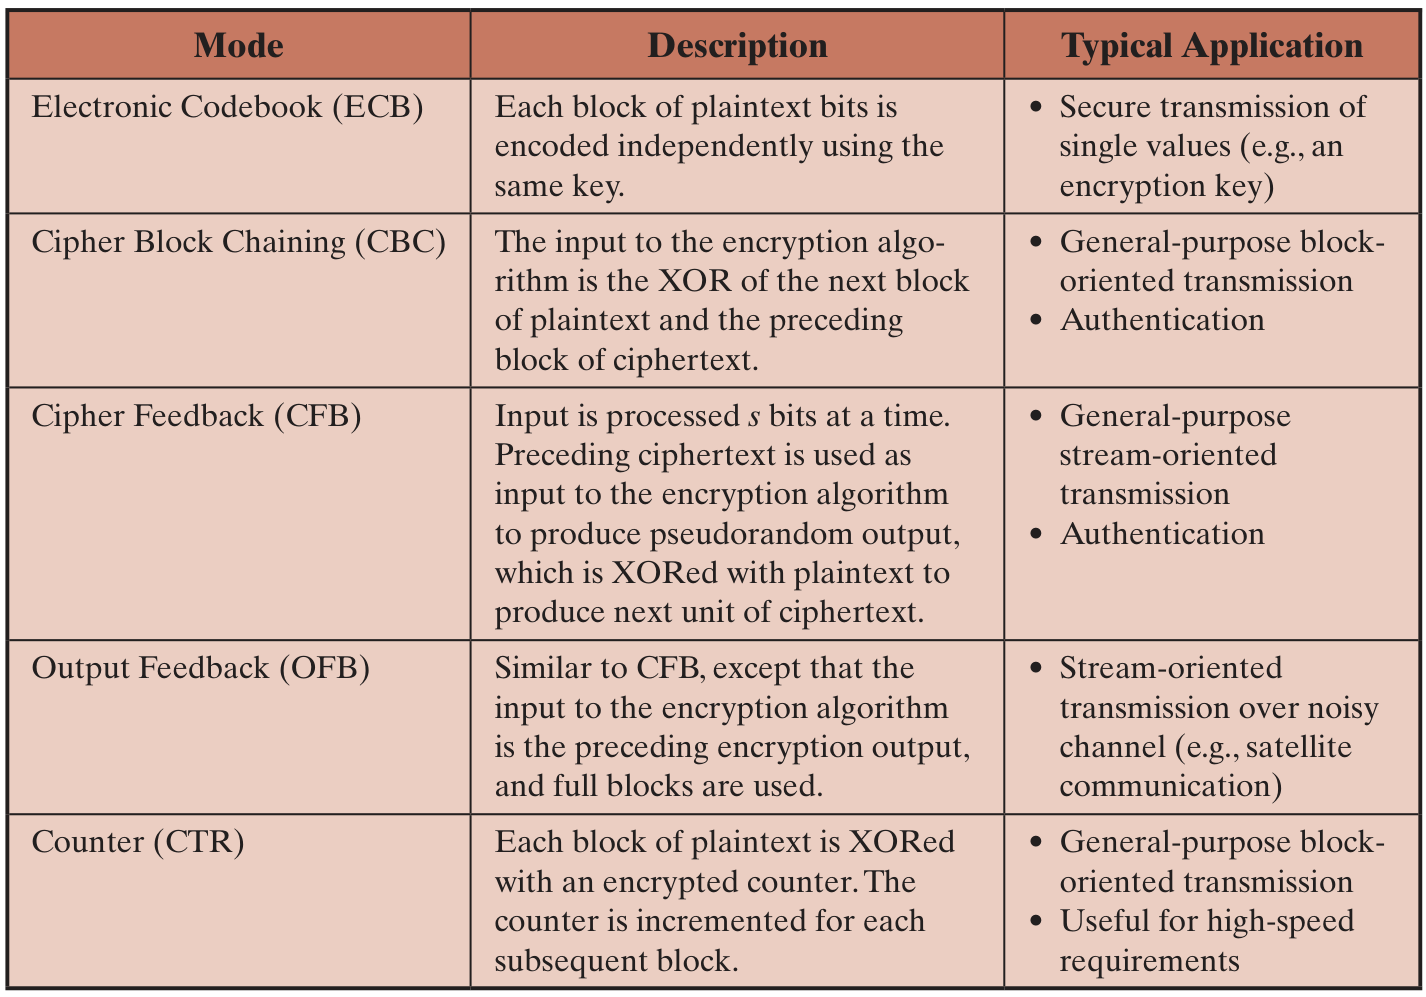 Mode
Description
Typical Application
Electronic Codebook (ECB)
Each block of plaintext bits is
encoded independently using the
same key.
• Secure transmission of
single values (e.g., an
encryption key)
Cipher Block Chaining (CBC)
The input to the encryption algo-
rithm is the XOR of the next block
of plaintext and the preceding
block of ciphertext.
• General-purpose block-
oriented transmission
• Authentication
Cipher Feedback (CFB)
Input is processed s bits at a time.
Preceding ciphertext is used as
input to the encryption algorithm
to produce pseudorandom output,
which is XORed with plaintext to
produce next unit of ciphertext.
• General-purpose
stream-oriented
transmission
• Authentication
Output Feedback (OFB)
Similar to CFB, except that the
input to the encryption algorithm
is the preceding encryption output,
and full blocks are used.
• Stream-oriented
transmission over noisy
channel (e.g., satellite
communication)
Counter (CTR)
Each block of plaintext is XORed
with an encrypted counter. The
counter is incremented for each
subsequent block.
• General-purpose block-
oriented transmission
• Useful for high-speed
requirements